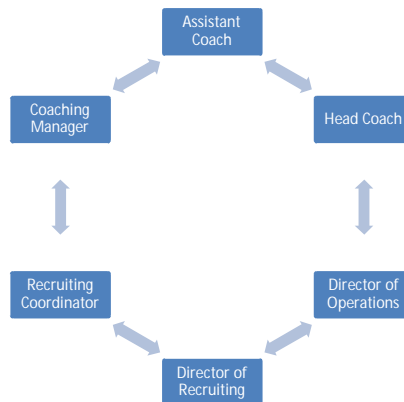 Assistant
Coach
Coaching
Manager
Head Coach
Recruiting
Coordinator
Director of
Operations
Director of
Recruiting